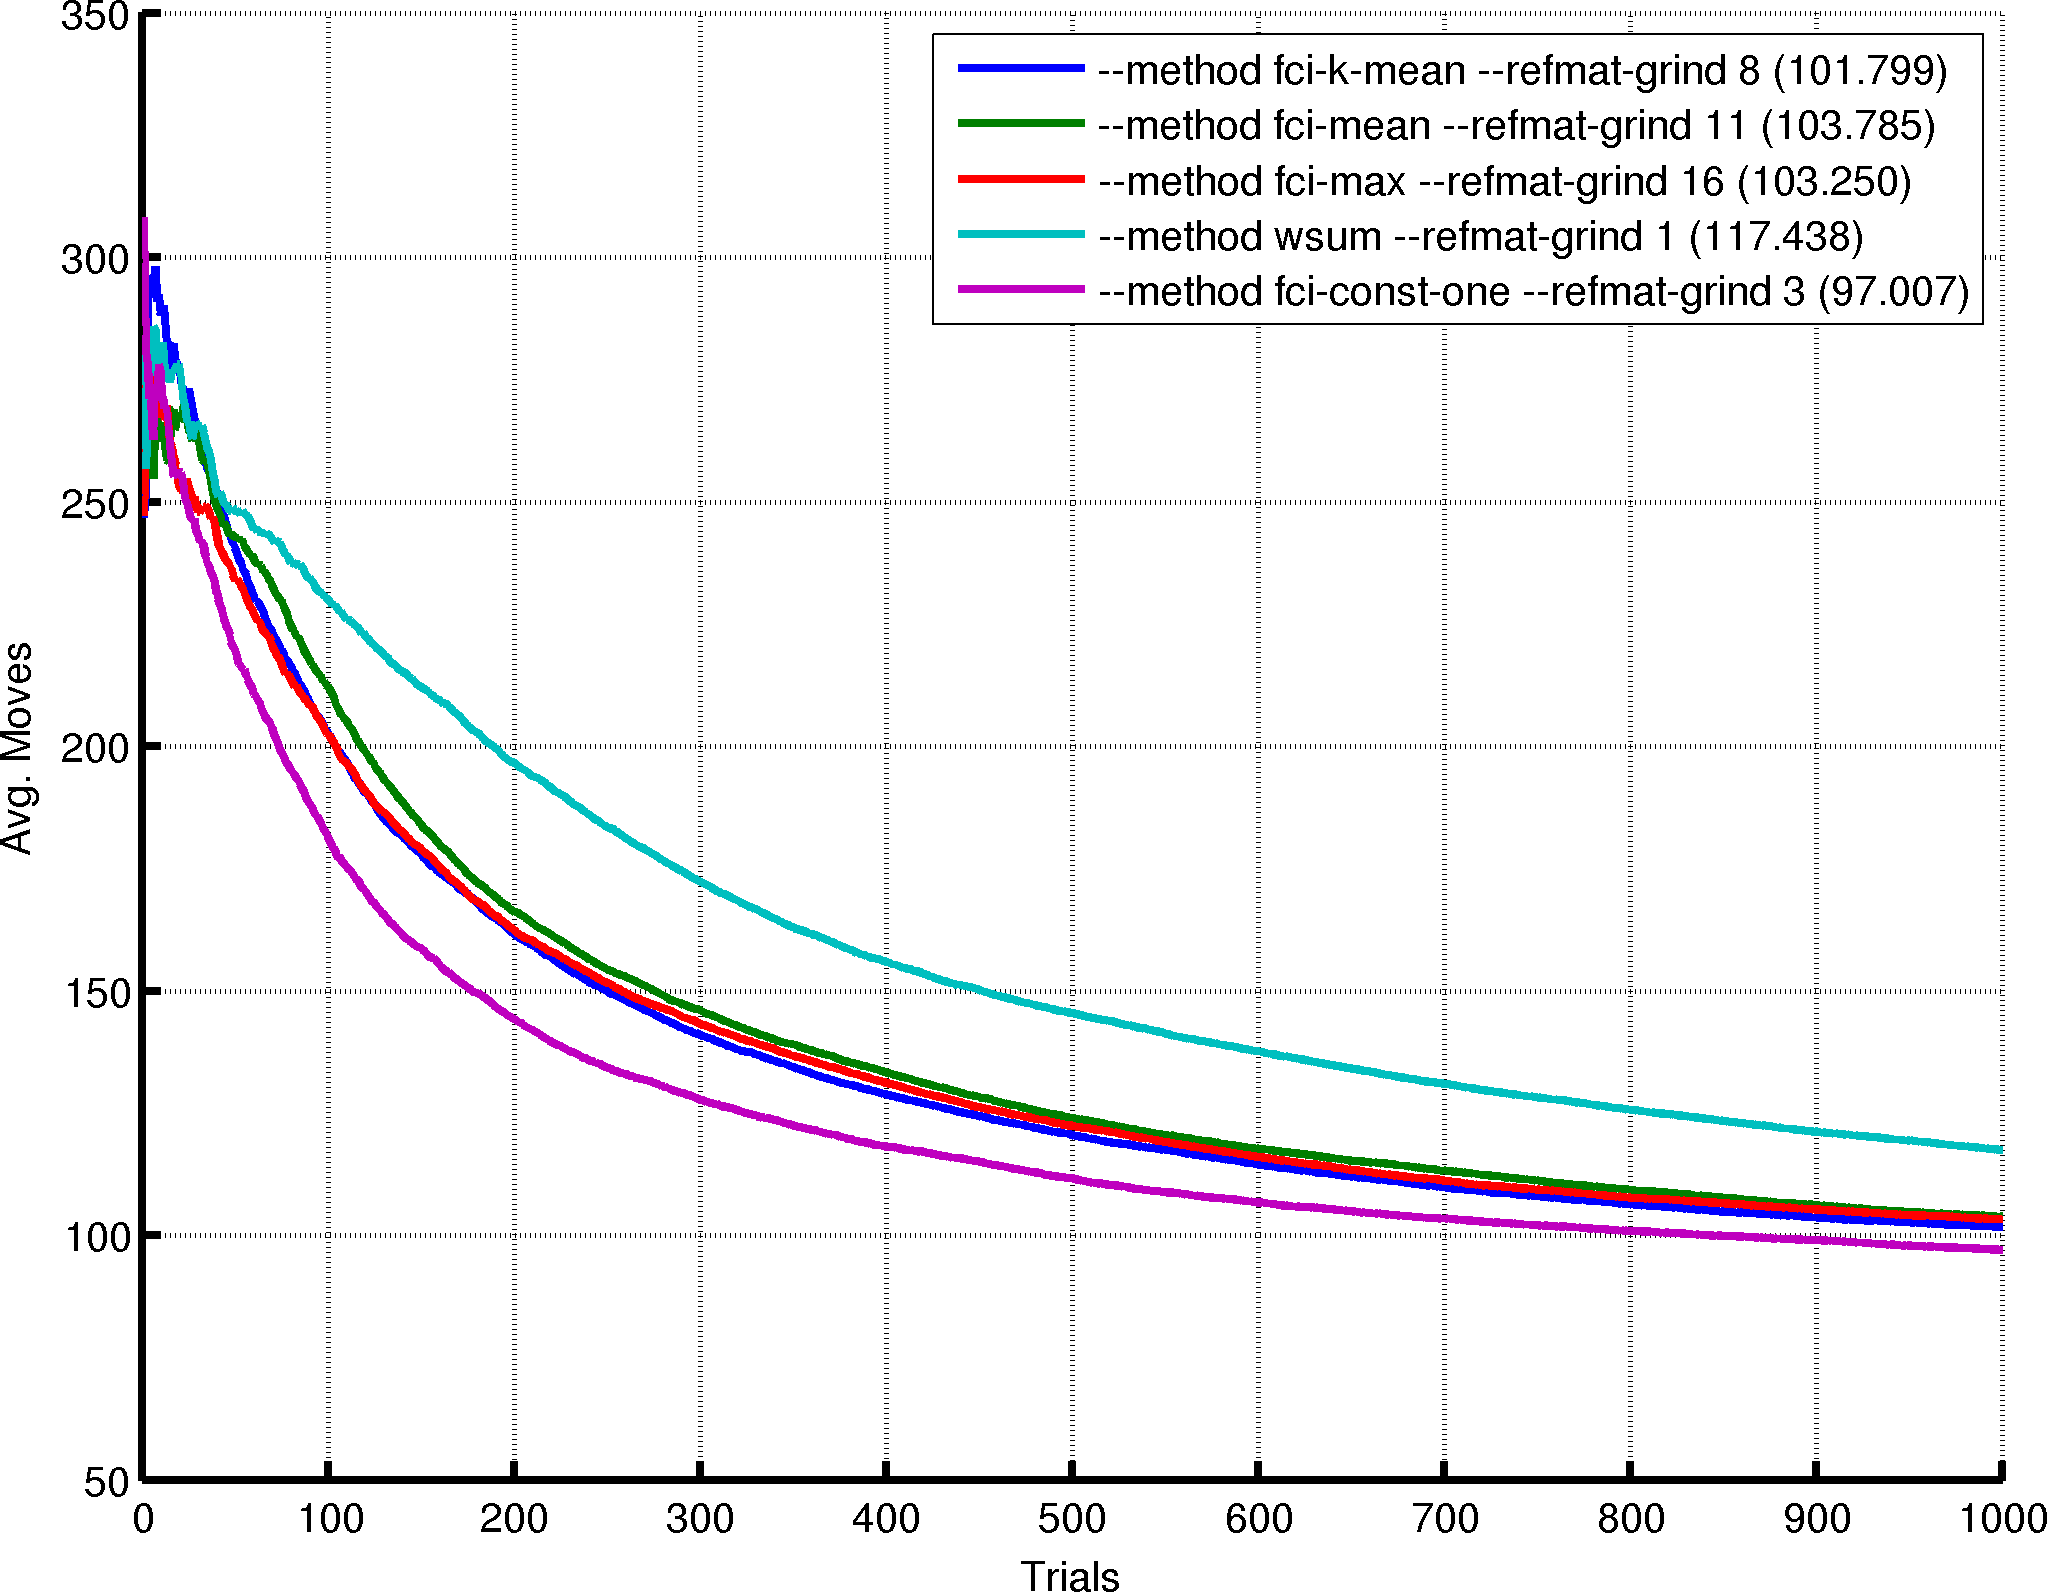 350
300
250
200
150
100
50
Avg. Moves
--method fci-k-mean --refmat-grind 8 (101.799)
--method fci-mean --refmat-grind 11 (103.785)
--method fci-max --refmat-grind 16 (103.250)
--method wsum --refmat-grind 1 (117.438)
--method fci-const-one --refmat-grind 3 (97.007)
0 100 200 300 400 500 600 700 800 900 1000
Trials